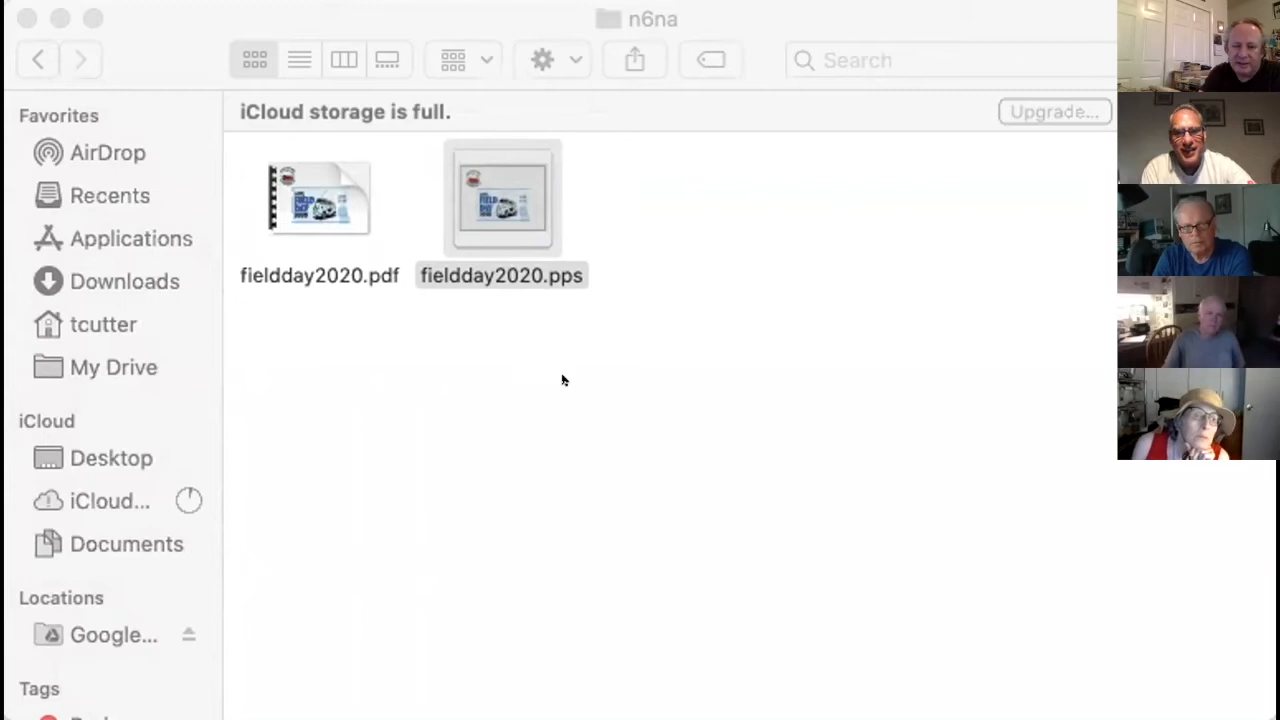 n6na
Search
Favorites
iCloud storage is full.
Upgrade...
AirDrop
Recents
Applications
Downloads
fieldday2020.pdf
fieldday2020.pps
tcutter
My Drive
iCloud
Desktop
iCloud...
Documents
Locations
Google...
Tags